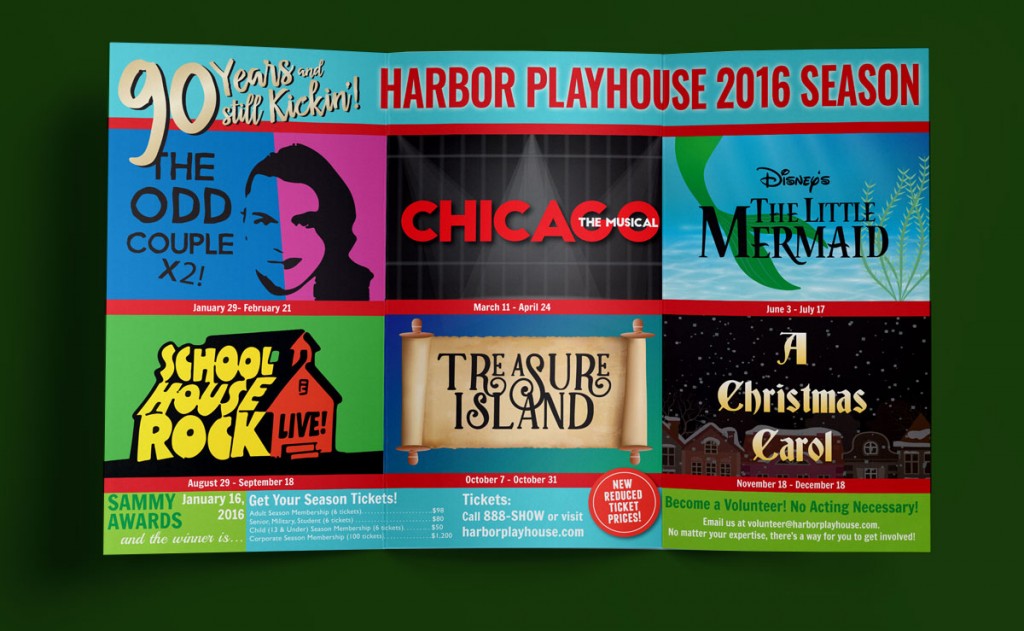 90 Years and
still Kickin'!
HARBOR PLAYHOUSE 2016 SEASON
THE
ODD
COUPLE
X2!
January 29- February 21
CHICAGO
THE MUSICAL
March 11 - April 24
Disney's
THE LITTLE
MERMAID
June 3 - July 17
SCHOOL
HOUSE
ROCK
LIVE!
August 29 - September 18
TREASURE
ISLAND
October 7 - October 31
A
Christmas
Carol
November 18 - December 18
SAMMY
AWARDS
January 16,
2016
and the winner is...
Get Your Season Tickets!
Adult Season Membership (6 tickets) $98
Senior, Military, Student (6 tickets) $80
Child (12 & Under) Season Membership (6 tickets) $50
Corporate Season Membership (100 tickets) $1,200
Tickets:
Call 888-SHOW or visit
harborplayhouse.com
NEW
REDUCED
TICKET
PRICES!
Become a Volunteer! No Acting Necessary!
Email us at volunteer@harborplayhouse.com.
No matter your expertise, there's a way for you to get involved!